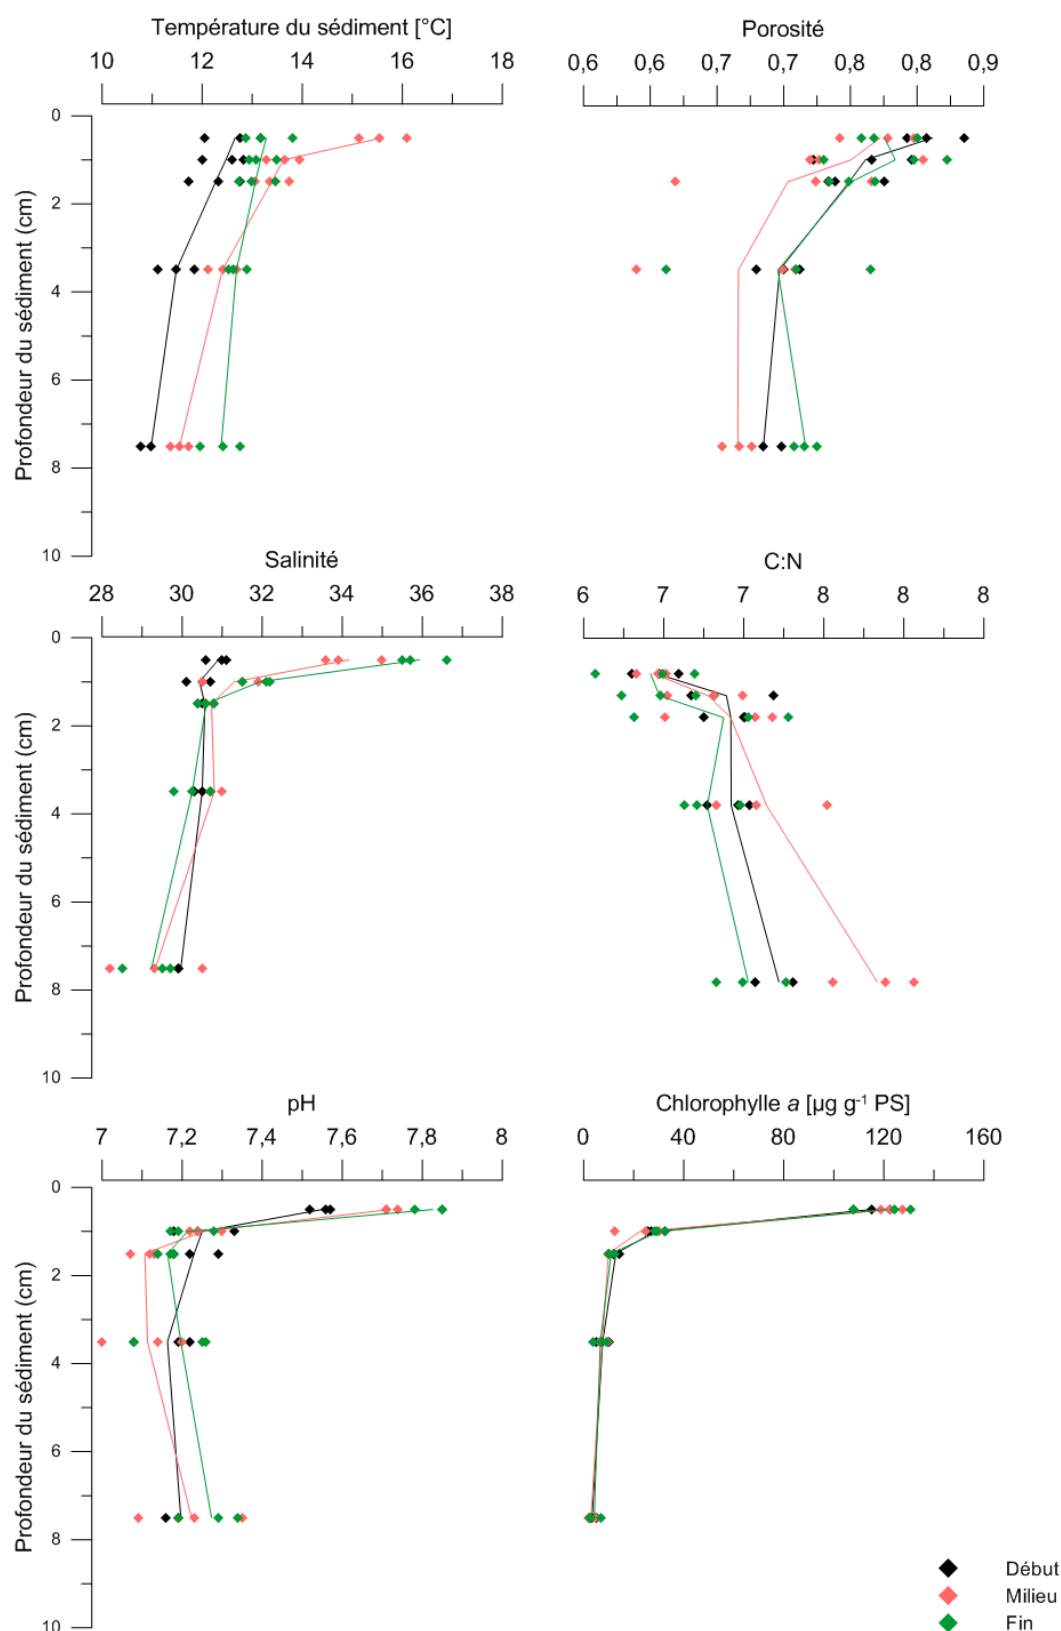 Température du sédiment [°C]
10 12 14 16 18
Profondeur du sédiment (cm)
0
2
4
6
8
10
Porosité
0,6 0,6 0,7 0,7 0,8 0,8 0,9
Salinité
28 30 32 34 36 38
Profondeur du sédiment (cm)
0
2
4
6
8
10
C:N
6 7 7 8 8 8
pH
7 7,2 7,4 7,6 7,8 8
Profondeur du sédiment (cm)
0
2
4
6
8
10
Chlorophylle a [µg g-1 PS]
0 40 80 120 160
Début
Milieu
Fin